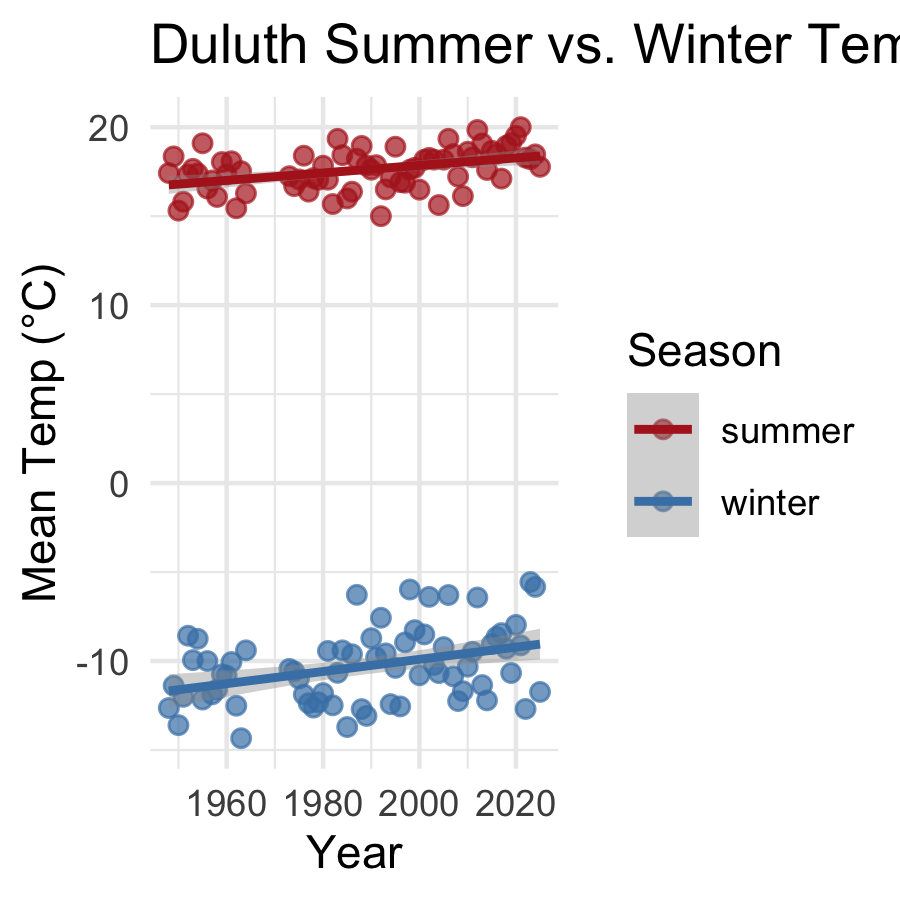 Duluth Summer vs. Winter Tem
20
10
0
-10
Mean Temp (°C)
1960 1980 2000 2020
Year
Season
summer
winter